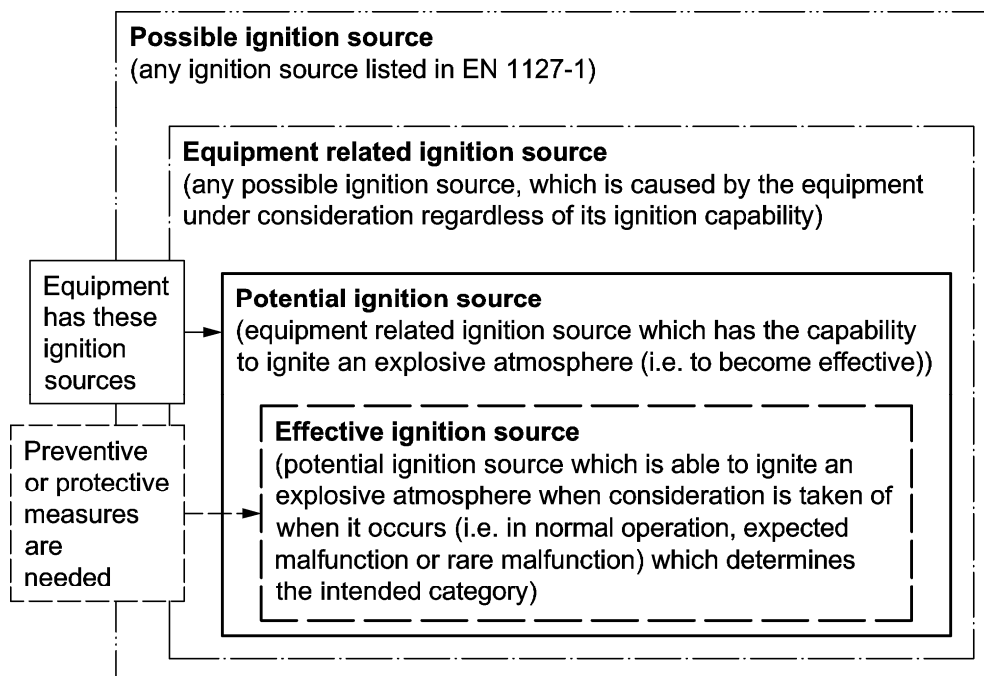 Possible ignition source
(any ignition source listed in EN 1127-1)
Equipment related ignition source
(any possible ignition source, which is caused by the equipment
under consideration regardless of its ignition capability)
Equipment
has these
ignition
sources
Potential ignition source
(equipment related ignition source which has the capability
to ignite an explosive atmosphere (i.e. to become effective))
Preventive
or protective
measures
are
needed
Effective ignition source
(potential ignition source which is able to ignite an
explosive atmosphere when consideration is taken of
when it occurs (i.e. in normal operation, expected
malfunction or rare malfunction) which determines
the intended category)